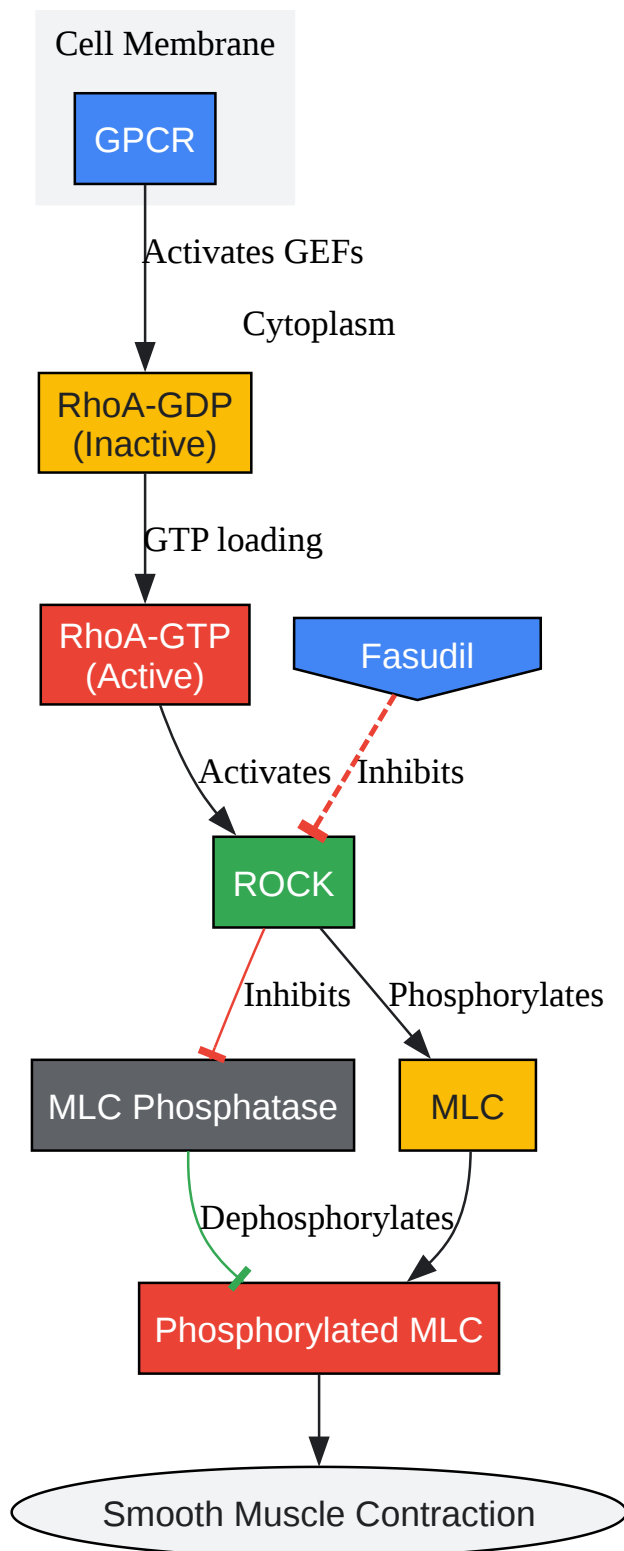 Cell Membrane
GPCR
Activates GEFs
Cytoplasm
RhoA-GDP
(Inactive)
GTP loading
RhoA-GTP
(Active)
Fasudil
Activates
Inhibits
ROCK
Inhibits
Phosphorylates
MLC Phosphatase
MLC
Dephosphorylates
Phosphorylated MLC
Smooth Muscle Contraction